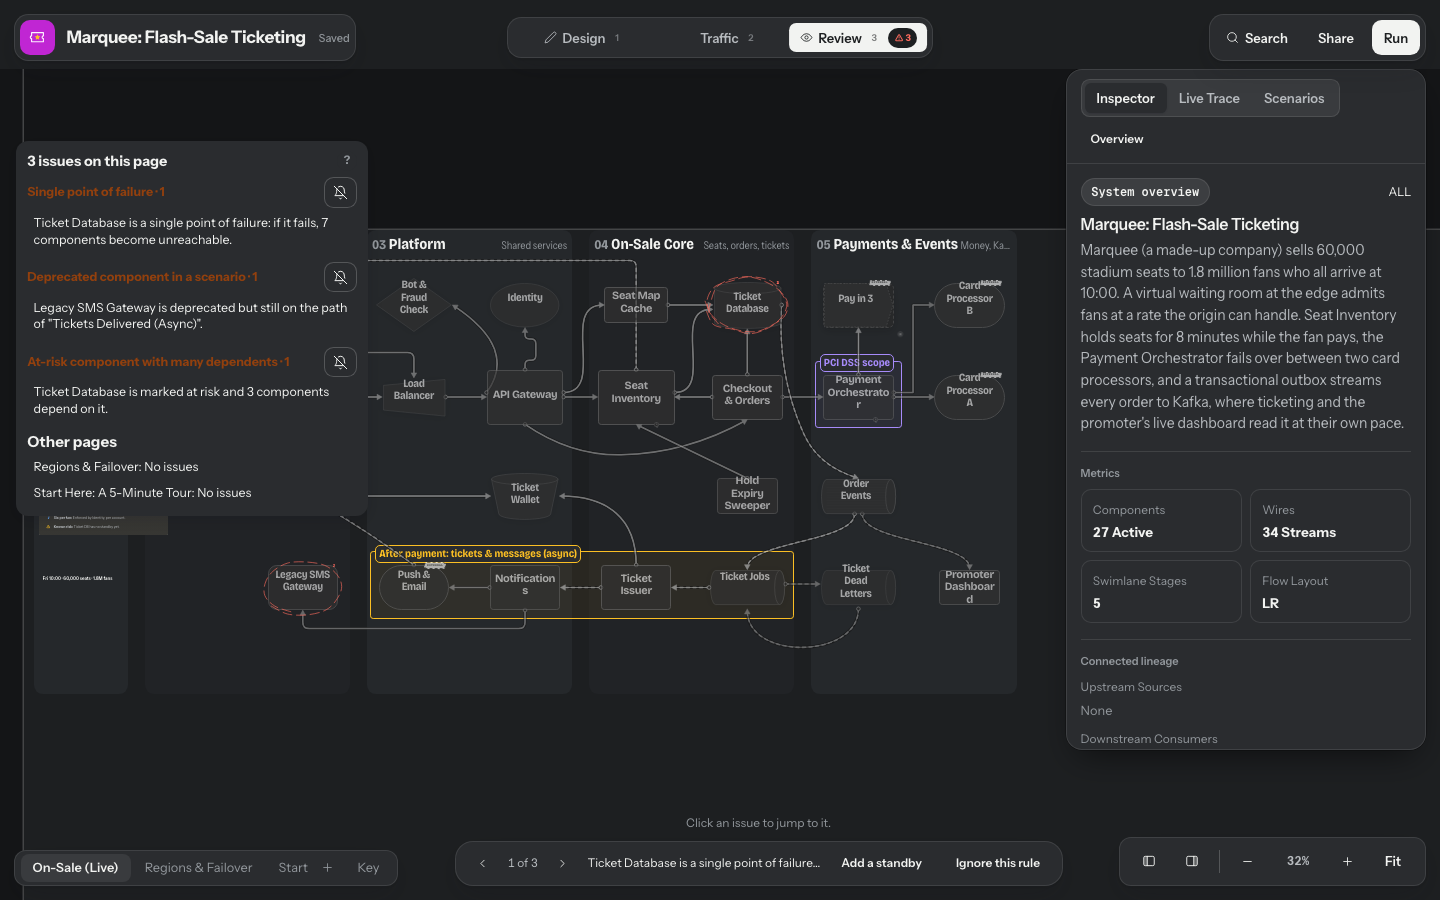 Marquee: Flash-Sale Ticketing
Saved
Design 1
Traffic 2
Review 3
3
Search
Share
Run
3 issues on this page
?
Single point of failure · 1
Ticket Database is a single point of failure: if it fails, 7
components become unreachable.
Deprecated component in a scenario · 1
Legacy SMS Gateway is deprecated but still on the path
of "Tickets Delivered (Async)".
At-risk component with many dependents · 1
Ticket Database is marked at risk and 3 components
depend on it.
Other pages
Regions & Failover: No issues
Start Here: A 5-Minute Tour: No issues
Fri 10:00 · 60,000 seats · 1.8M fans
03 Platform
Shared services
04 On-Sale Core
Seats, orders, tickets
05 Payments & Events
Money, Ka...
Bot &
Fraud
Check
Identity
Seat Map
Cache
Ticket
Database
Pay in 3
Card
Processor
B
PCI DSS scope
Load
Balancer
API Gateway
Seat
Inventory
Checkout
& Orders
Payment
Orchestrato
r
Card
Processor
A
Ticket
Wallet
Hold
Expiry
Sweeper
Order
Events
After payment: tickets & messages (async)
Legacy SMS
Gateway
Push &
Email
Notification
s
Ticket
Issuer
Ticket Jobs
Ticket
Dead
Letters
Promoter
Dashboar
d
Inspector
Live Trace
Scenarios
Overview
System overview
ALL
Marquee: Flash-Sale Ticketing
Marquee (a made-up company) sells 60,000
stadium seats to 1.8 million fans who all arrive at
10:00. A virtual waiting room at the edge admits
fans at a rate the origin can handle. Seat Inventory
holds seats for 8 minutes while the fan pays, the
Payment Orchestrator fails over between two card
processors, and a transactional outbox streams
every order to Kafka, where ticketing and the
promoter's live dashboard read it at their own pace.
Metrics
Components
27 Active
Wires
34 Streams
Swimlane Stages
5
Flow Layout
LR
Connected lineage
Upstream Sources
None
Downstream Consumers
Click an issue to jump to it.
On-Sale (Live)
Regions & Failover
Start
+
Key
1 of 3
Ticket Database is a single point of failure...
Add a standby
Ignore this rule
−
32%
+
Fit